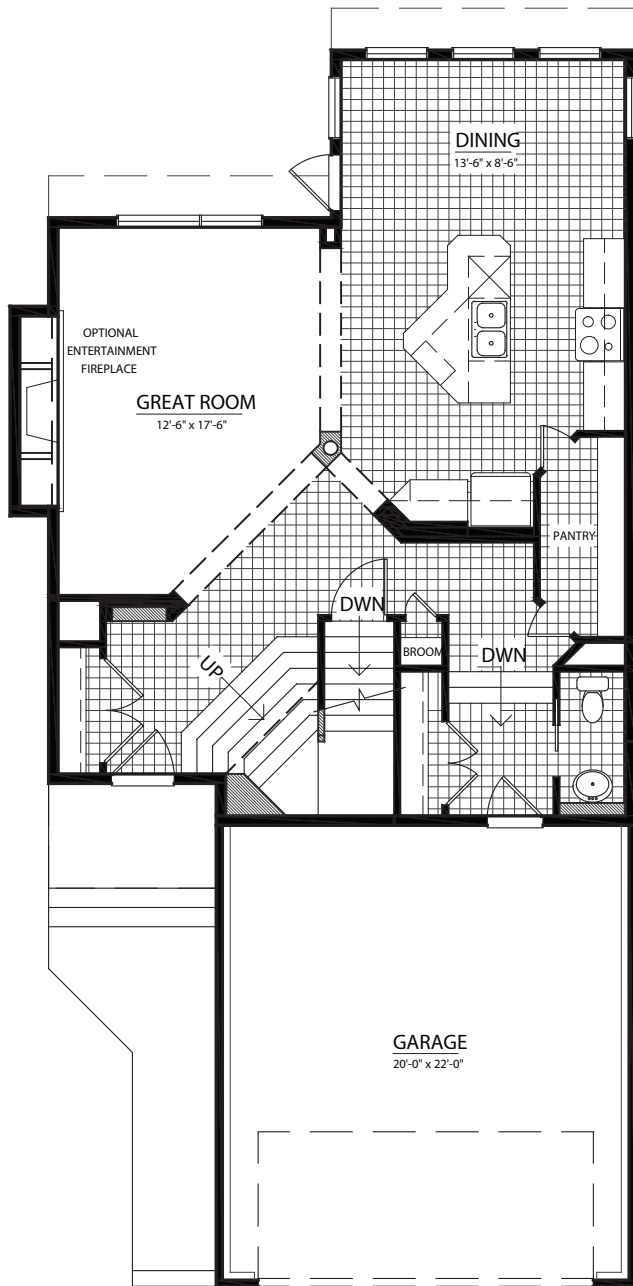 DINING
13'-6" x 8'-6"
OPTIONAL
ENTERTAINMENT
FIREPLACE
GREAT ROOM
12'-6" x 17'-6"
PANTRY
DWN
BROOM
DWN
UP
GARAGE
20'-0" x 22'-0"